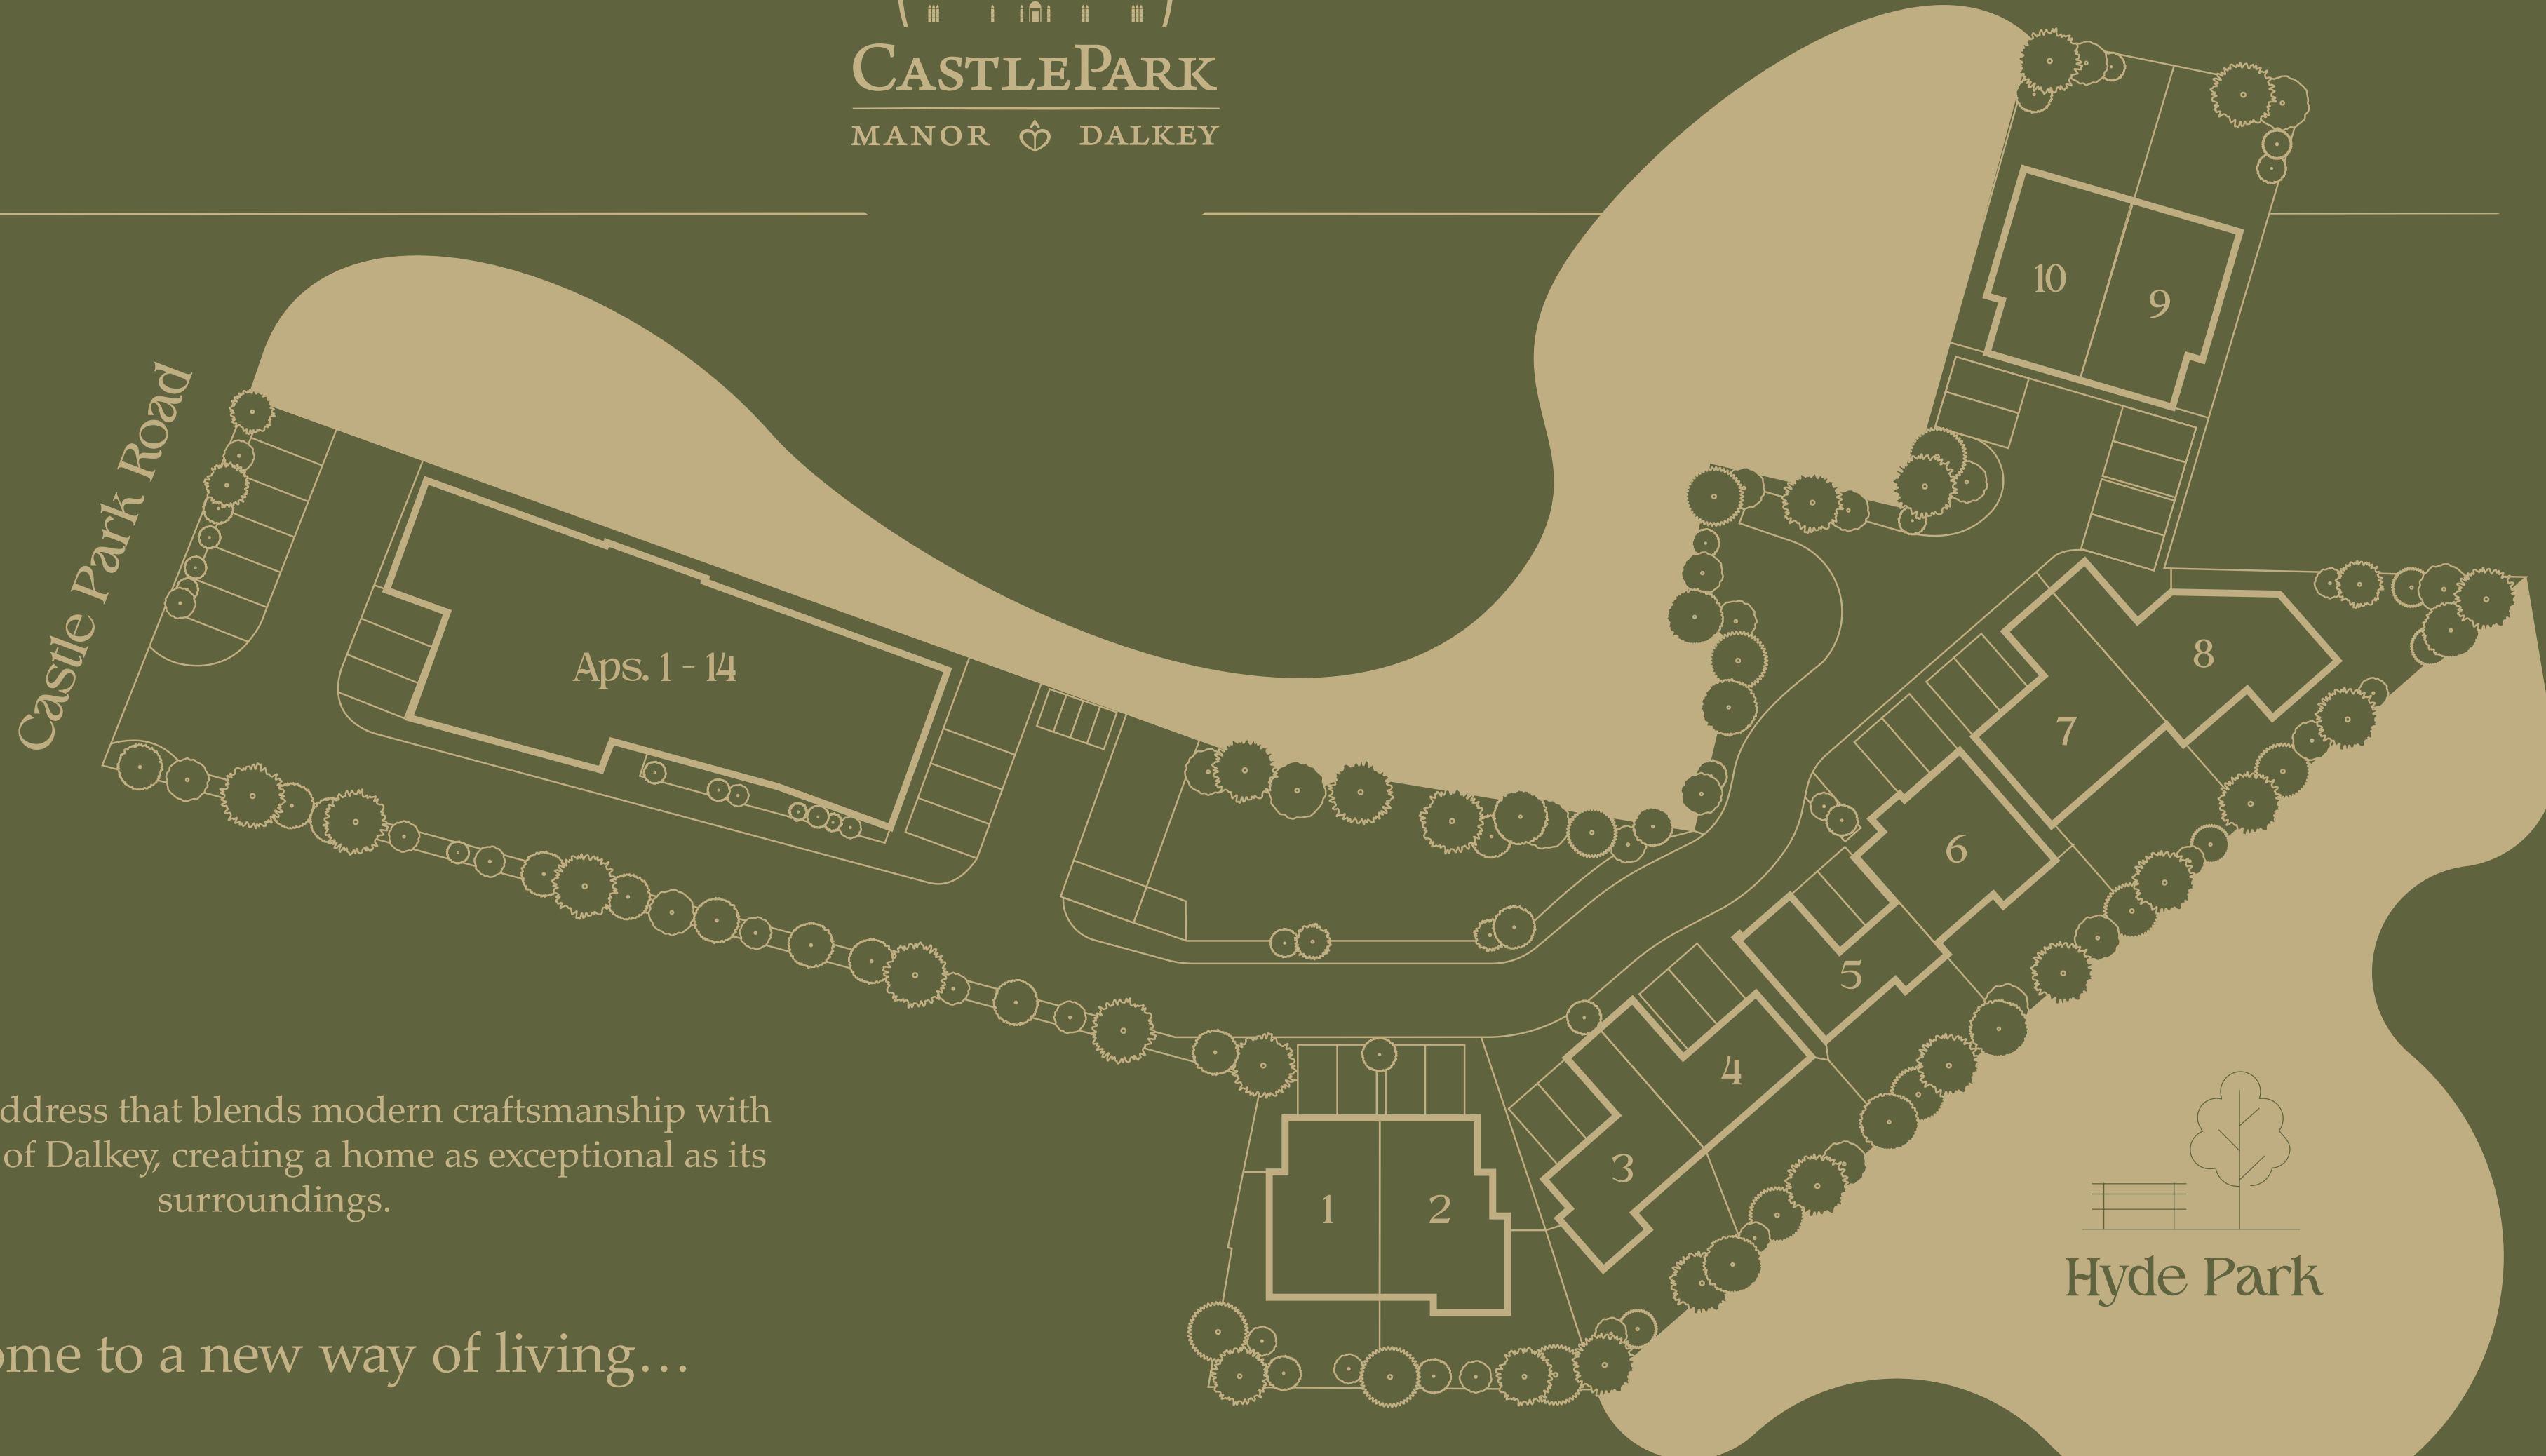 CASTLEPARK
MANOR DALKEY
Castle Park Road
10
9
Aps. 1 - 14
8
7
6
5
4
3
1
2
that blends modern craftsmanship with
of Dalkey, creating a home as exceptional as its
surroundings.
to a new way of living...
Hyde Park